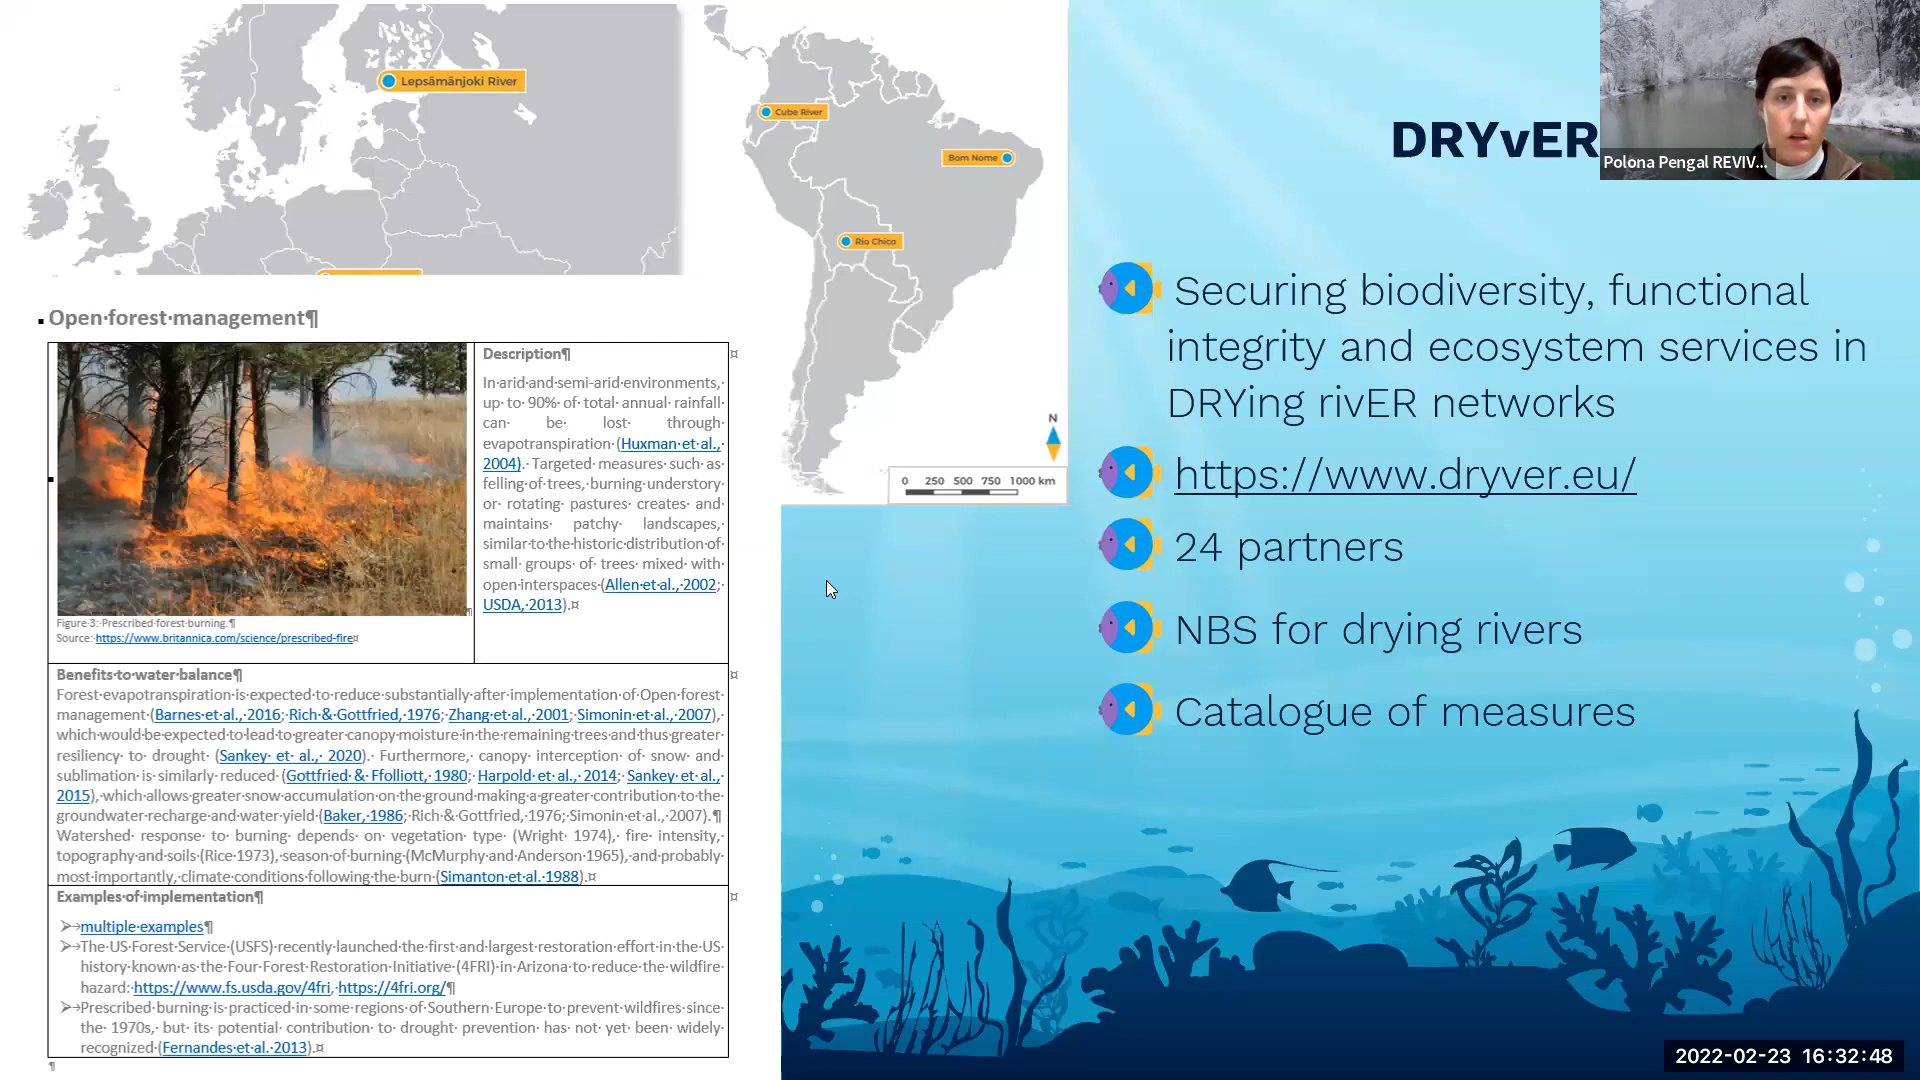 Lepsämänjoki River
Cube River
Bom Nome
Rio Chico
N
0 250 500 750 1000 km
Open·forest·management¶
Description¶
In·arid·and·semi-arid·environments,·
up· to· 90%· of· total· annual· rainfall
can· be· lost· through·
evapotranspiration·(Huxman·et·al.,·
2004).· Targeted· measures· such· as·
felling·of·trees,·burning·understory·
or· rotating· pastures· creates· and·
maintains· patchy· landscapes,·
similar·to·the·historic·distribution·of·
small· groups· of· trees· mixed· with·
open·interspaces·(Allen·et·al.,·2002;·
USDA,·2013).¤
Figure·3:·Prescribed·forest·burning.¶
Source:·https://www.britannica.com/science/prescribed-fire¤
Benefits·to·water·balance¶
Forest·evapotranspiration·is·expected·to·reduce·substantially·after·implementation·of·Open·forest·
management·(Barnes·et·al.,·2016;·Rich·&·Gottfried,·1976;·Zhang·et·al.,·2001;·Simonin·et·al.,·2007),·
which·would·be·expected·to·lead·to·greater·canopy·moisture·in·the·remaining·trees·and·thus·greater·
resiliency· to· drought· (Sankey· et· al.,· 2020).· Furthermore,· canopy· interception· of· snow· and·
sublimation·is·similarly·reduced·(Gottfried·&·Ffolliott,·1980;·Harpold·et·al.,·2014;·Sankey·et·al.,·
2015),·which·allows·greater·snow·accumulation·on·the·ground·making·a·greater·contribution·to·the·
groundwater·recharge·and·water·yield·(Baker,·1986;·Rich·&·Gottfried,·1976;·Simonin·et·al.,·2007).¶
Watershed· response· to· burning· depends· on· vegetation· type· (Wright· 1974),· fire· intensity,·
topography·and·soils·(Rice·1973),·season·of·burning·(McMurphy·and·Anderson·1965),·and·probably·
most·importantly,·climate·conditions·following·the·burn·(Simanton·et·al.·1988).¤
Examples·of·implementation¶
multiple·examples¶
The·US·Forest·Service·(USFS)·recently·launched·the·first·and·largest·restoration·effort·in·the·US·
history·known·as·the·Four·Forest·Restoration·Initiative·(4FRI)·in·Arizona·to·reduce·the·wildfire·
hazard:·https://www.fs.usda.gov/4fri,·https://4fri.org/¶
Prescribed·burning·is·practiced·in·some·regions·of·Southern·Europe·to·prevent·wildfires·since·
the· 1970s,· but· its· potential· contribution· to· drought· prevention· has· not· yet· been· widely·
recognized·(Fernandes·et·al.·2013).¤
DRYvER
Polona Pengal REVIV...
Securing biodiversity, functional
integrity and ecosystem services in
DRYing rivER networks
https://www.dryver.eu/
24 partners
NBS for drying rivers
Catalogue of measures
2022-02-23 16:32:48